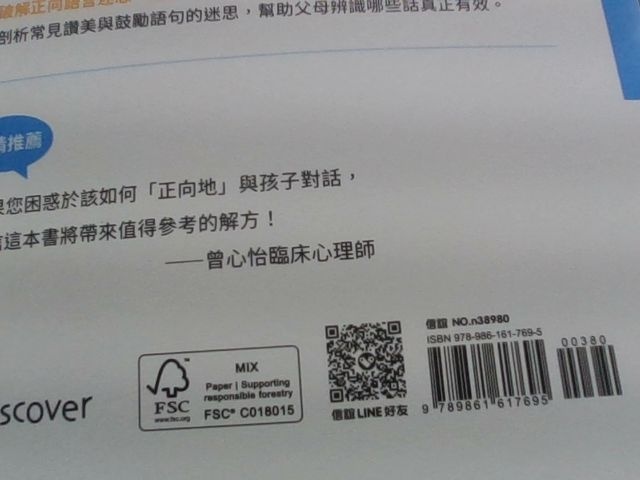 破解正向語言迷思
剖析常見讚美與鼓勵語句的迷思，幫助父母辨識哪些話真正有效。
情推薦
果您困惑於該如何「正向地」與孩子對話，
信這本書將帶來值得參考的解方！
——曾心怡臨床心理師
scover
FSC
www.fsc.org
MIX
Paper | Supporting
responsible forestry
FSC® C018015
信誼LINE好友
信誼 NO.n38980
ISBN 978-986-161-769-5
00380
9 789861 617695